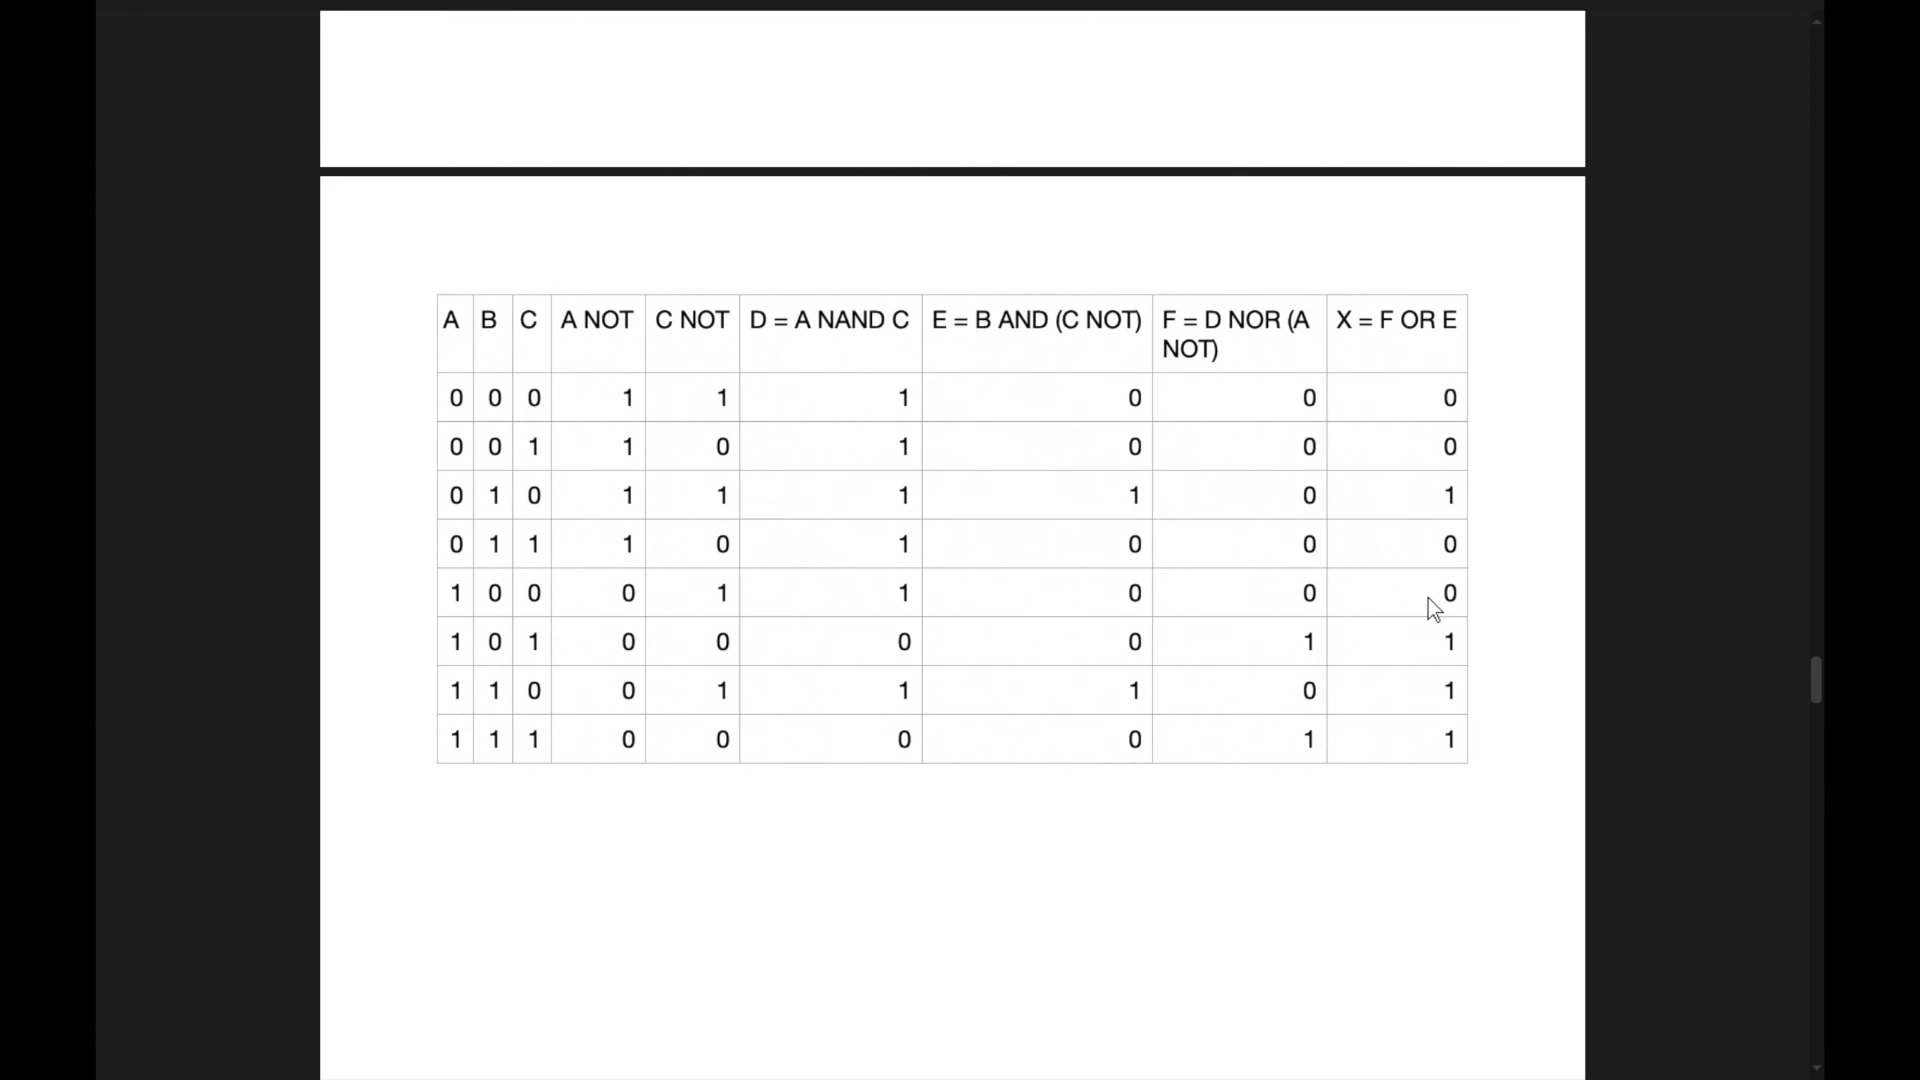 A B C A NOT C NOT D = A NAND C E = B AND (C NOT) F = D NOR (A NOT) X = F OR E
0 0 0 1 1 1 0 0 0
0 0 1 1 0 1 0 0 0
0 1 0 1 1 1 1 0 1
0 1 1 1 0 1 0 0 0
1 0 0 0 1 1 0 0 0
1 0 1 0 0 0 0 1 1
1 1 0 0 1 1 1 0 1
1 1 1 0 0 0 0 1 1